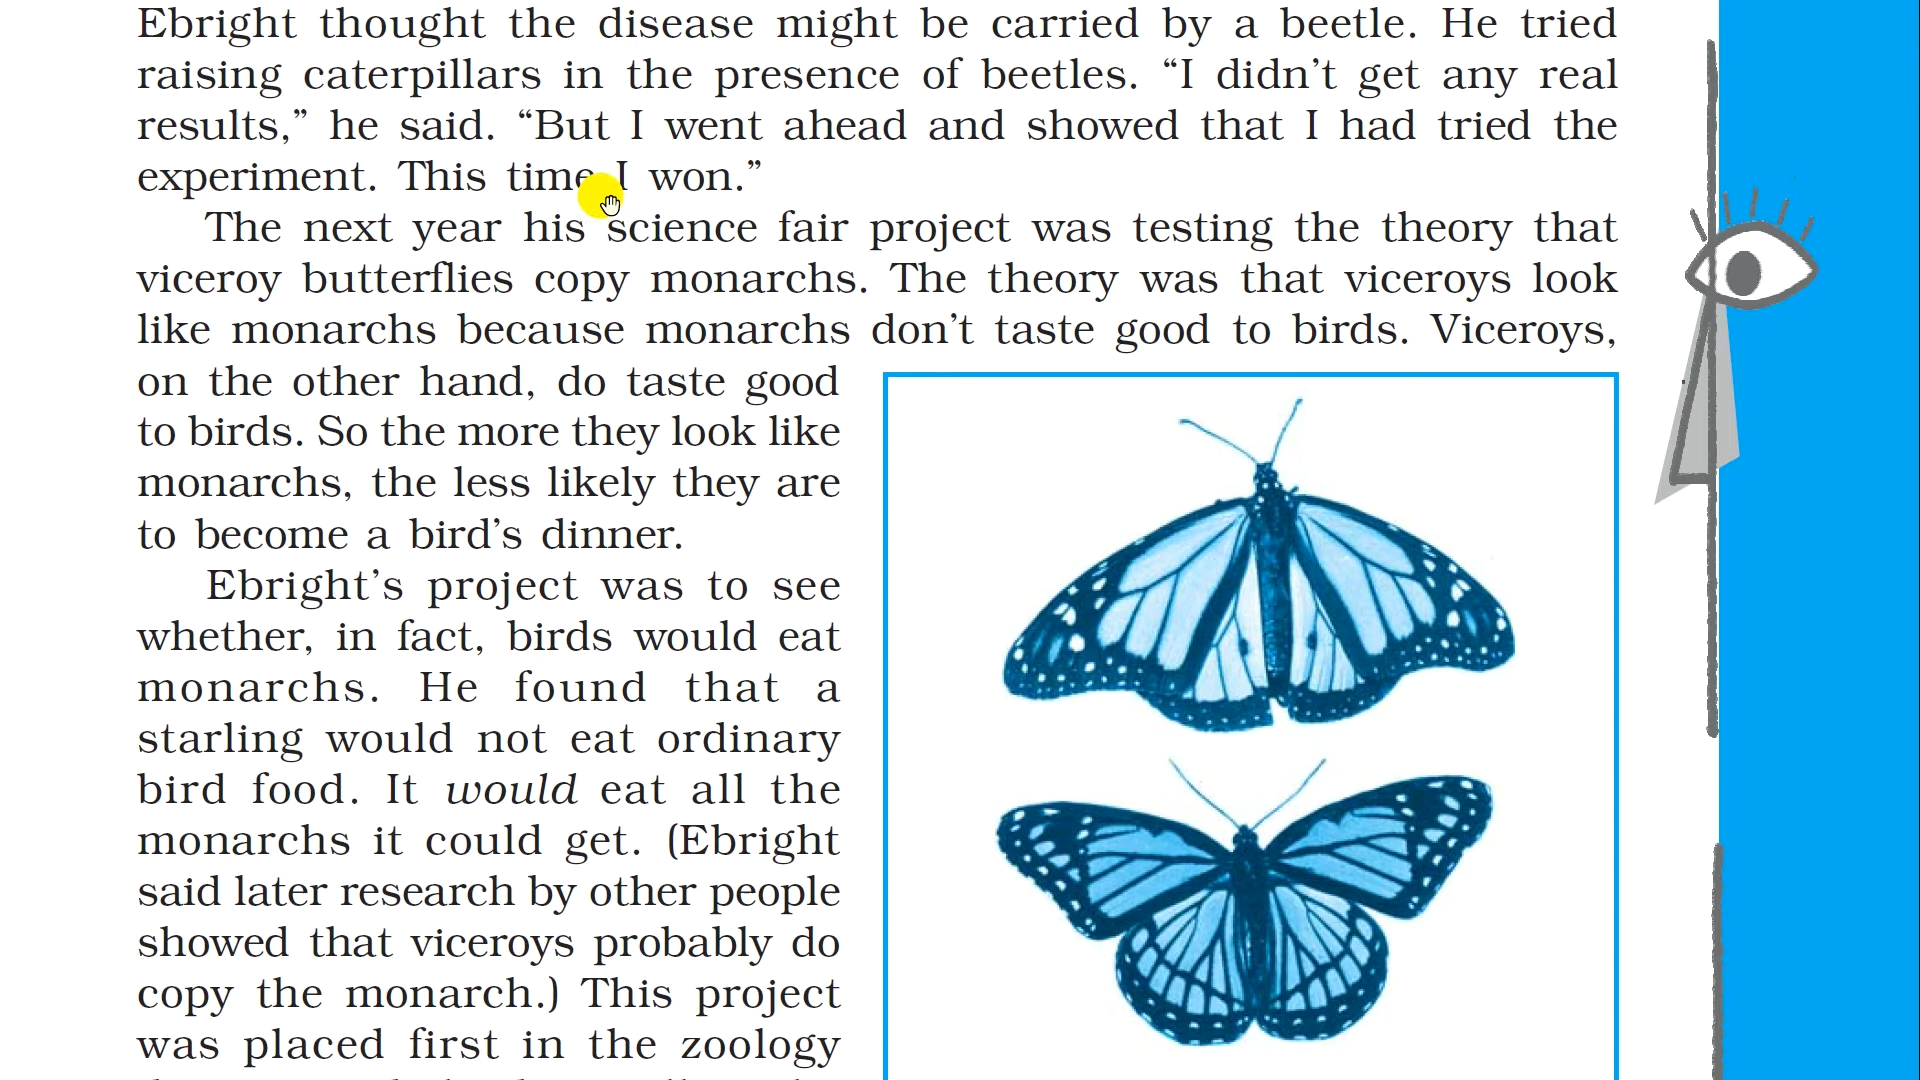 Ebright thought the disease might be carried by a beetle. He tried
raising caterpillars in the presence of beetles. “I didn’t get any real
results,” he said. “But I went ahead and showed that I had tried the
experiment. This time I won.”
The next year his science fair project was testing the theory that
viceroy butterflies copy monarchs. The theory was that viceroys look
like monarchs because monarchs don’t taste good to birds. Viceroys,
on the other hand, do taste good
to birds. So the more they look like
monarchs, the less likely they are
to become a bird’s dinner.
Ebright’s project was to see
whether, in fact, birds would eat
monarchs. He found that a
starling would not eat ordinary
bird food. It would eat all the
monarchs it could get. (Ebright
said later research by other people
showed that viceroys probably do
copy the monarch.) This project
was placed first in the zoology